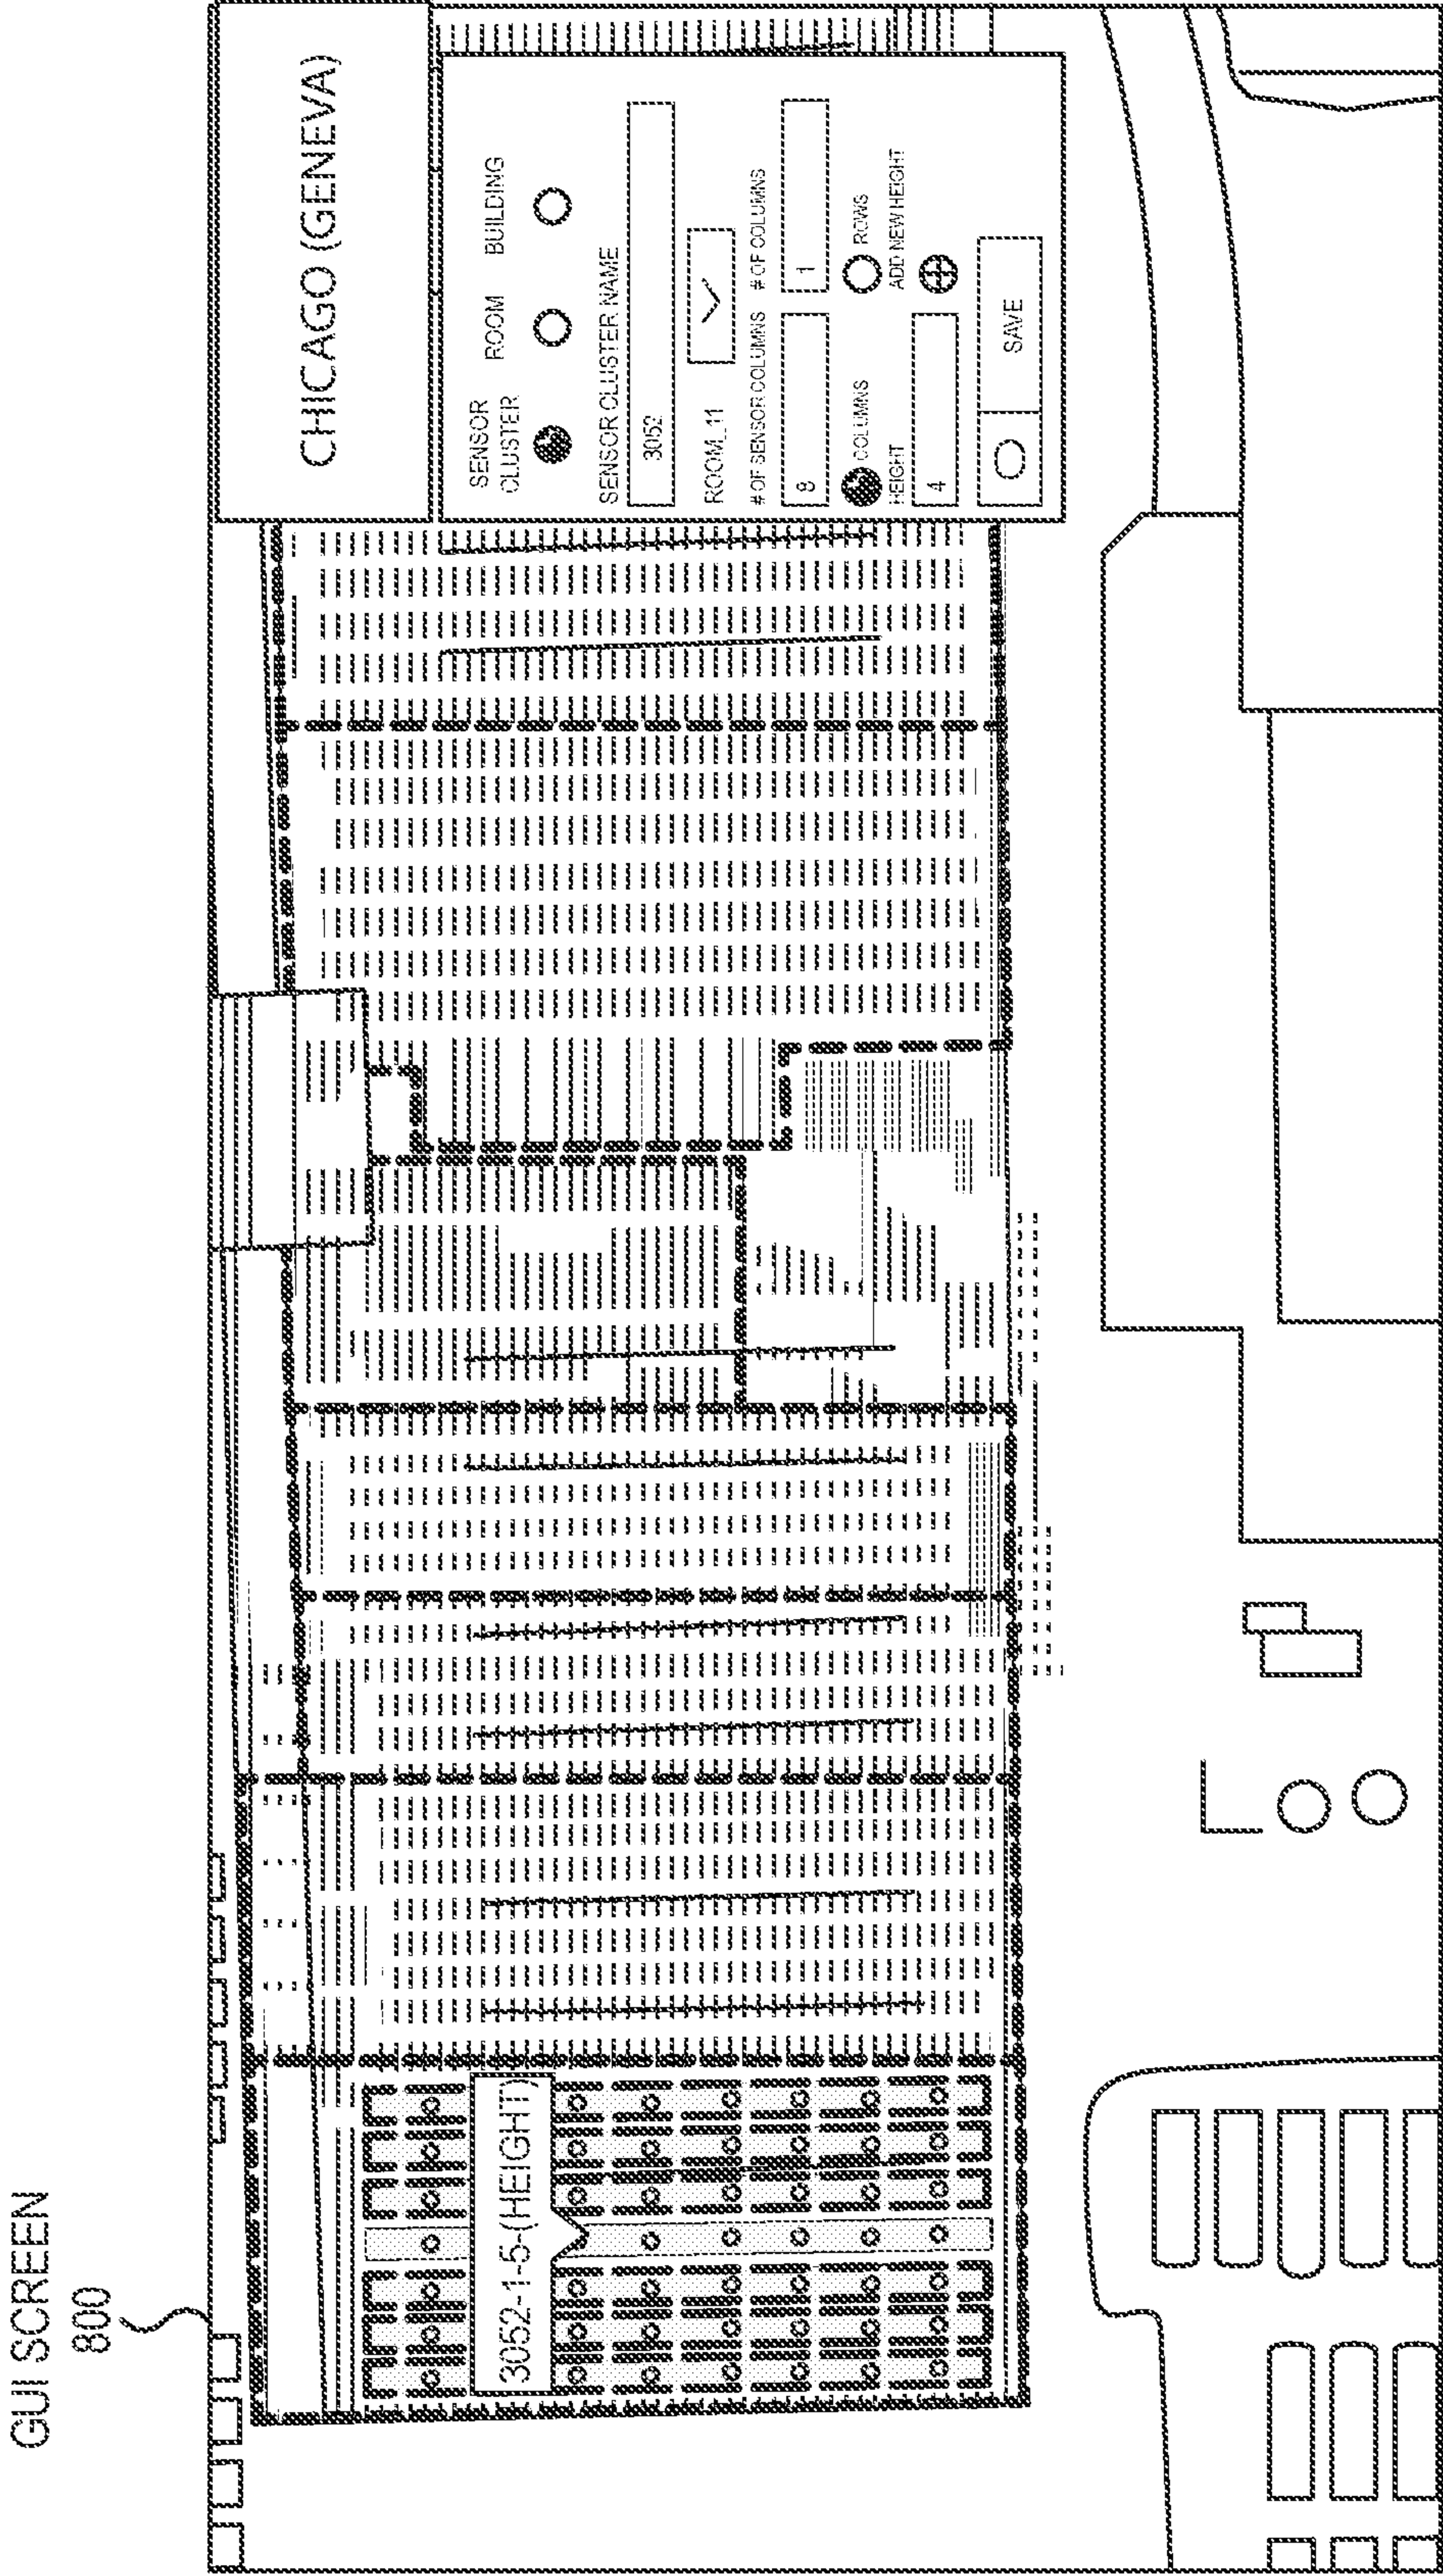 GUI SCREEN
800
CHICAGO (GENEVA)
SENSOR CLUSTER ROOM BUILDING
SENSOR CLUSTER NAME
3052
ROOM_11
# OF SENSOR COLUMNS # OF COLUMNS
8 1
COLUMNS ROWS
HEIGHT ADD NEW HEIGHT
4
SAVE
3052-1-5-(HEIGHT)